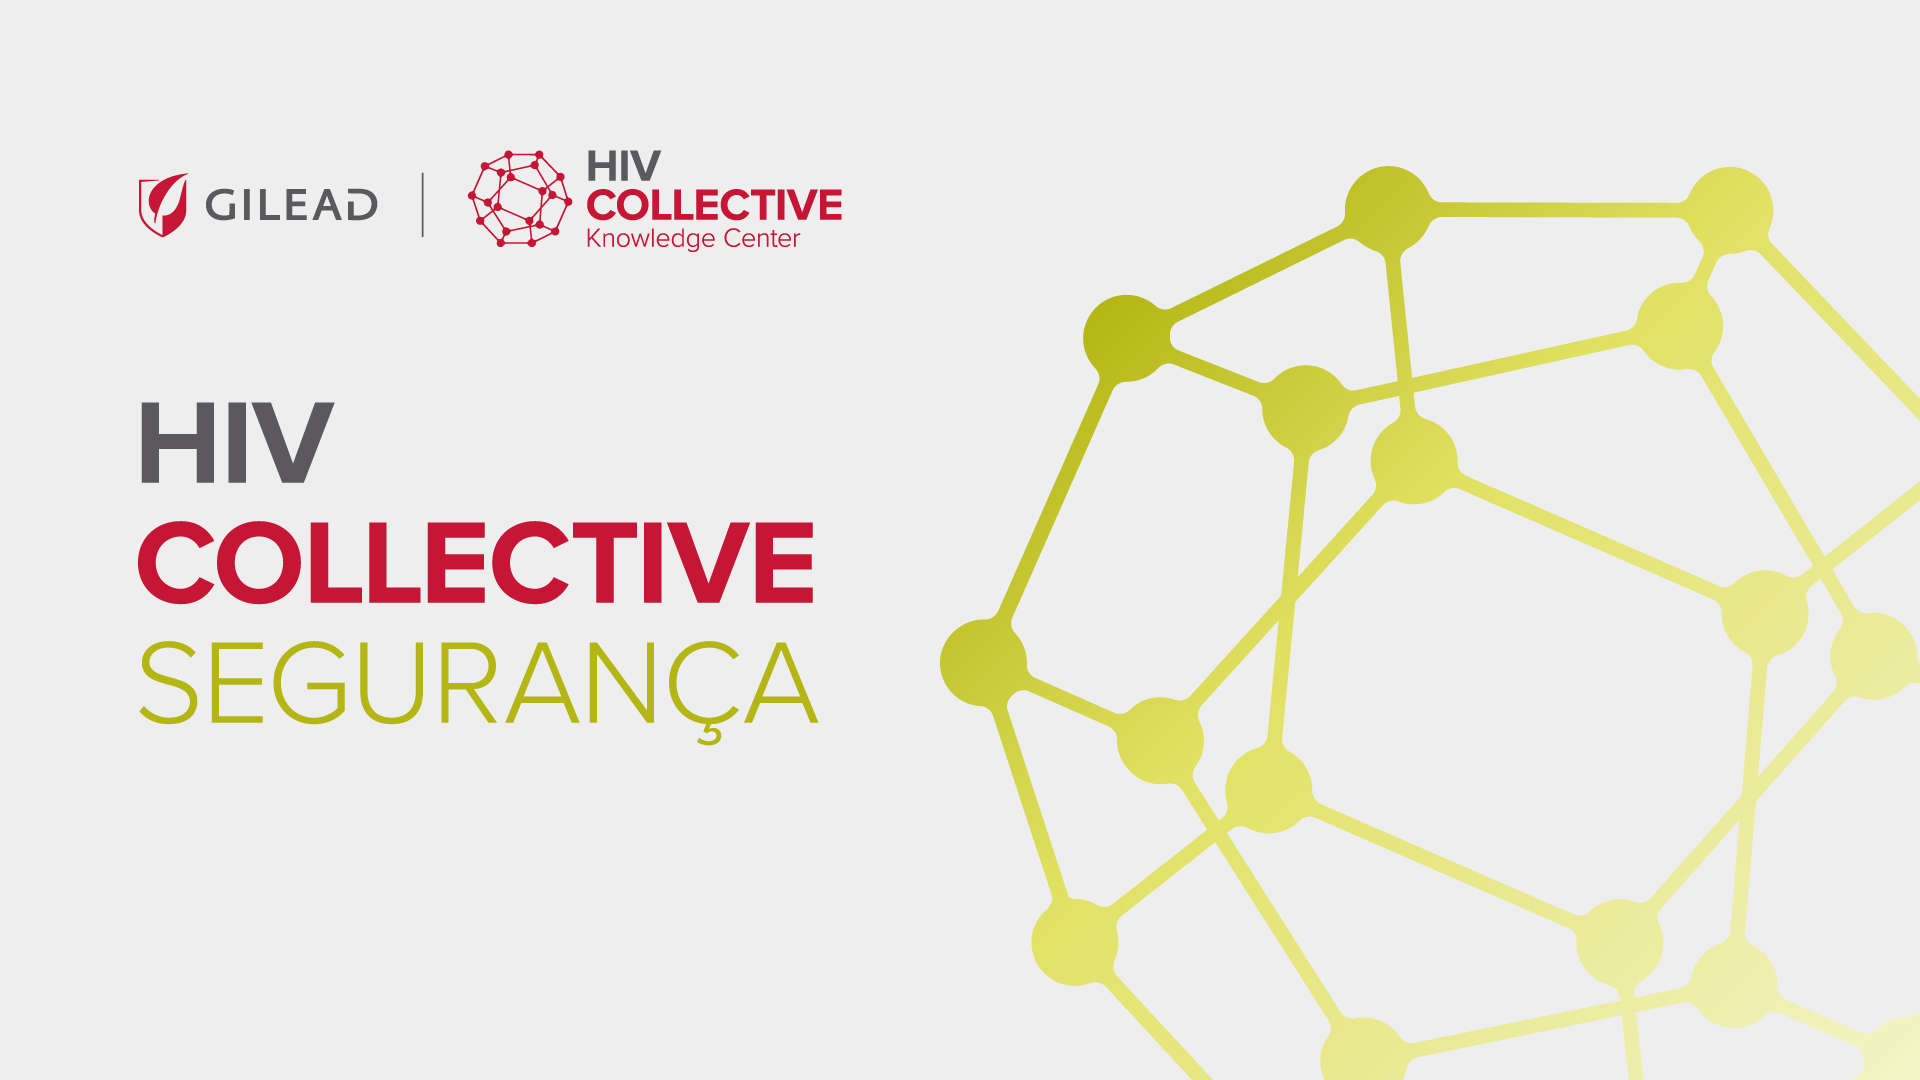 GILEAD
HIV
COLLECTIVE
Knowledge Center
HIV
COLLECTIVE
SEGURANÇA